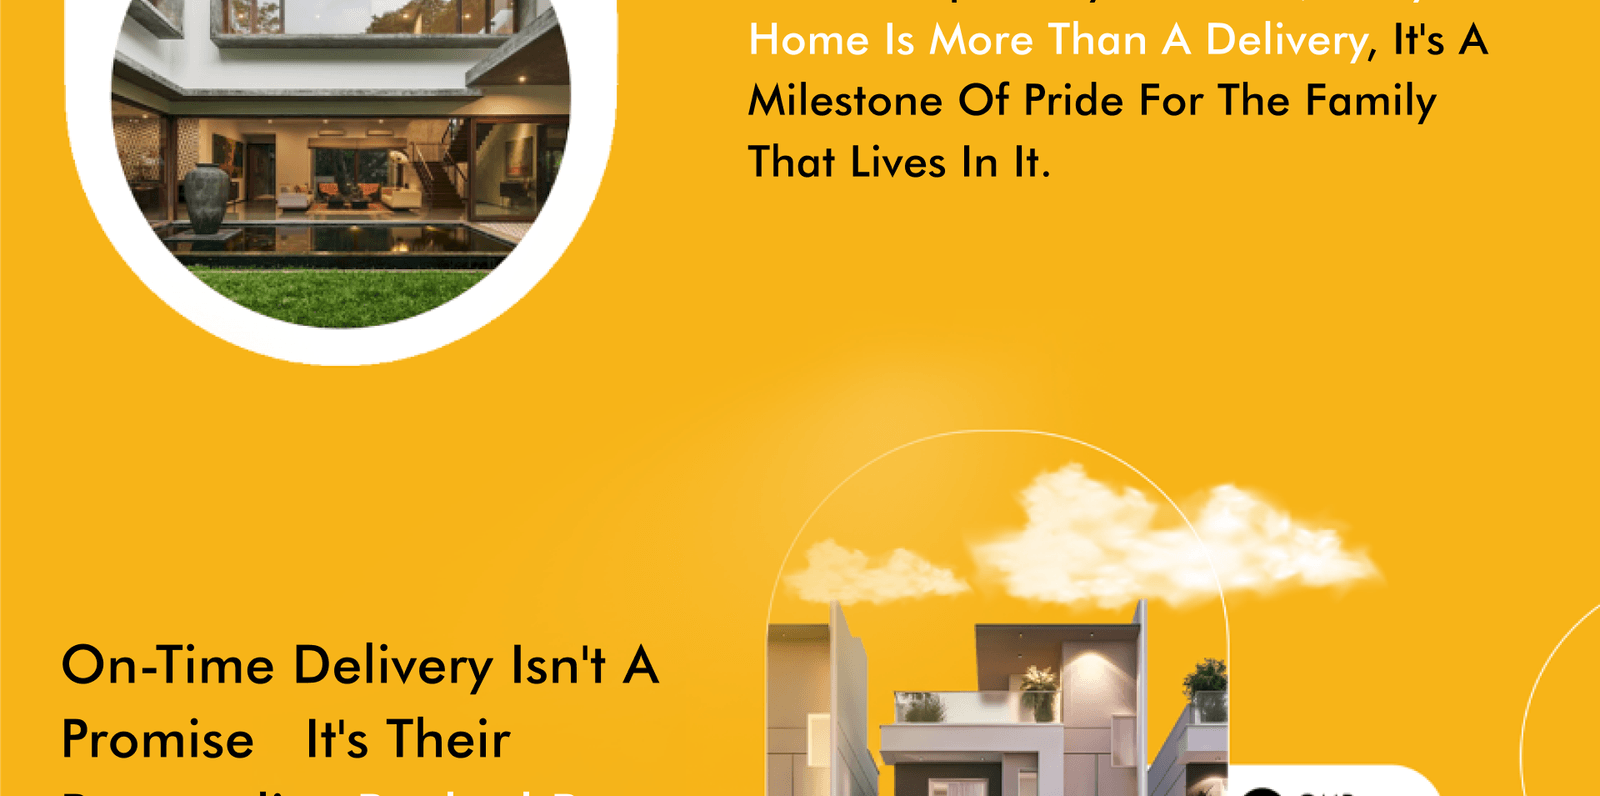 Home Is More Than A Delivery, It's A
Milestone Of Pride For The Family
That Lives In It.
On-Time Delivery Isn't A
Promise It's Their